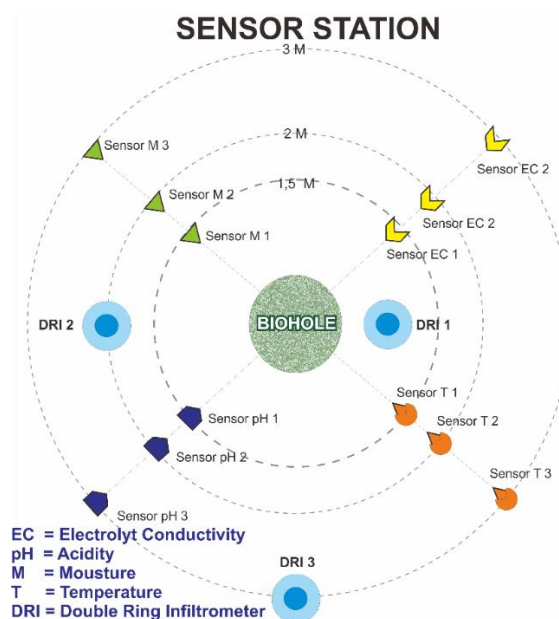 SENSOR STATION
3 M
Sensor M 3
2 M
Sensor EC 2
1,5 M
Sensor M 2
Sensor EC 2
Sensor M 1
Sensor EC 1
DRI 2
BIOHOLE
DRI 1
Sensor T 1
Sensor pH 1
Sensor T 2
Sensor pH 2
Sensor T 3
Sensor pH 3
EC = Electrolyt Conductivity
pH = Acidity
M = Mousture
T = Temperature
DRI = Double Ring Infiltrometer
DRI 3